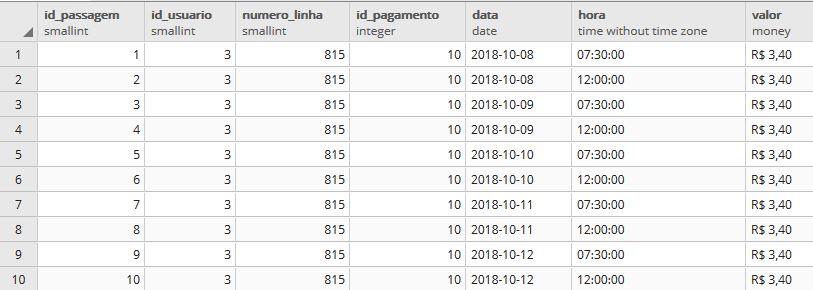 id_passagem id_usuario numero_linha id_pagamento data hora valor
smallint smallint smallint integer date time without time zone money
1 1 3 815 10 2018-10-08 07:30:00 R$ 3,40
2 2 3 815 10 2018-10-08 12:00:00 R$ 3,40
3 3 3 815 10 2018-10-09 07:30:00 R$ 3,40
4 4 3 815 10 2018-10-09 12:00:00 R$ 3,40
5 5 3 815 10 2018-10-10 07:30:00 R$ 3,40
6 6 3 815 10 2018-10-10 12:00:00 R$ 3,40
7 7 3 815 10 2018-10-11 07:30:00 R$ 3,40
8 8 3 815 10 2018-10-11 12:00:00 R$ 3,40
9 9 3 815 10 2018-10-12 07:30:00 R$ 3,40
10 10 3 815 10 2018-10-12 12:00:00 R$ 3,40